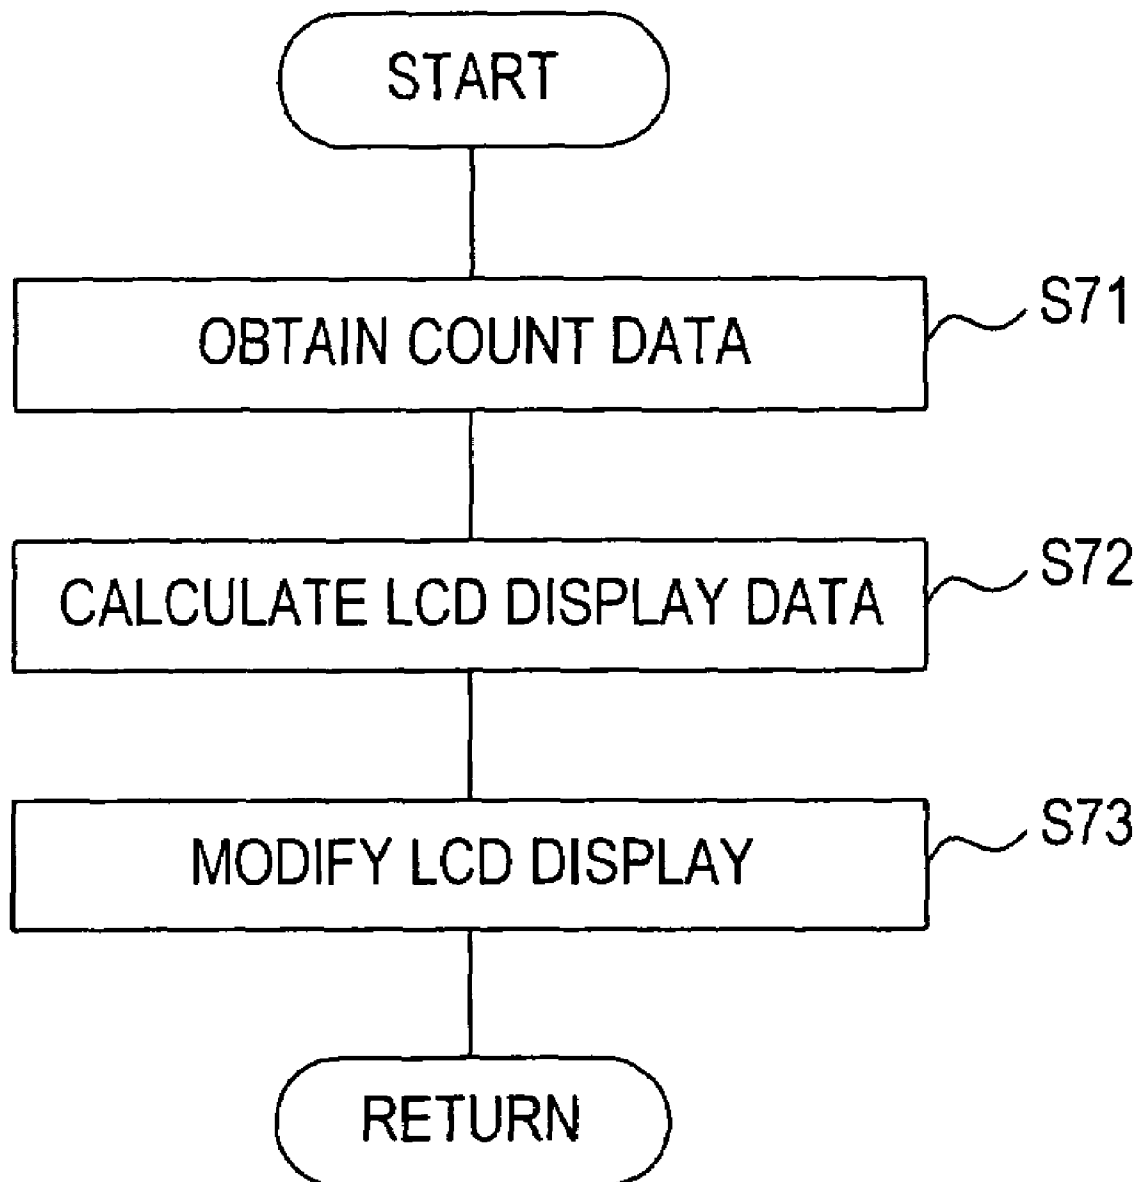 START
S71
OBTAIN COUNT DATA
S72
CALCULATE LCD DISPLAY DATA
S73
MODIFY LCD DISPLAY
RETURN